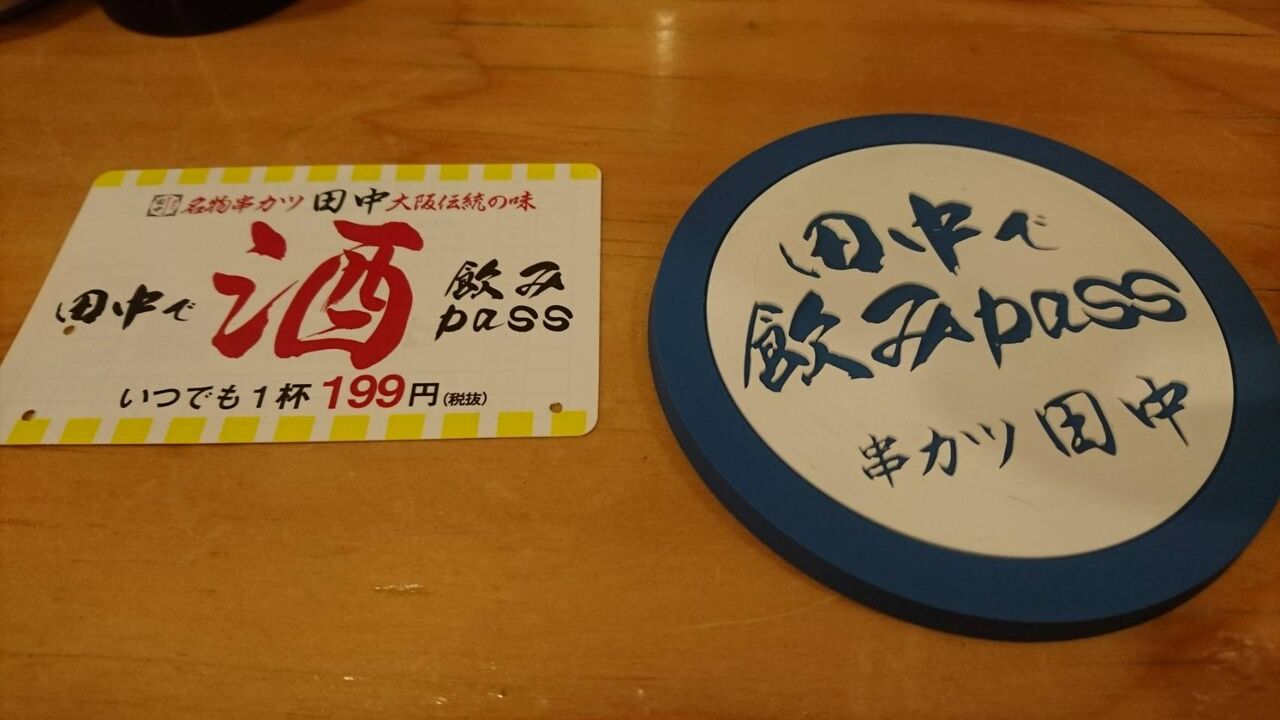 名物串カツ 田中 大阪伝統の味
田中で 酒 飲み
pass
いつでも1杯 199円(税抜)
田中で
飲みpass
串カツ 田中